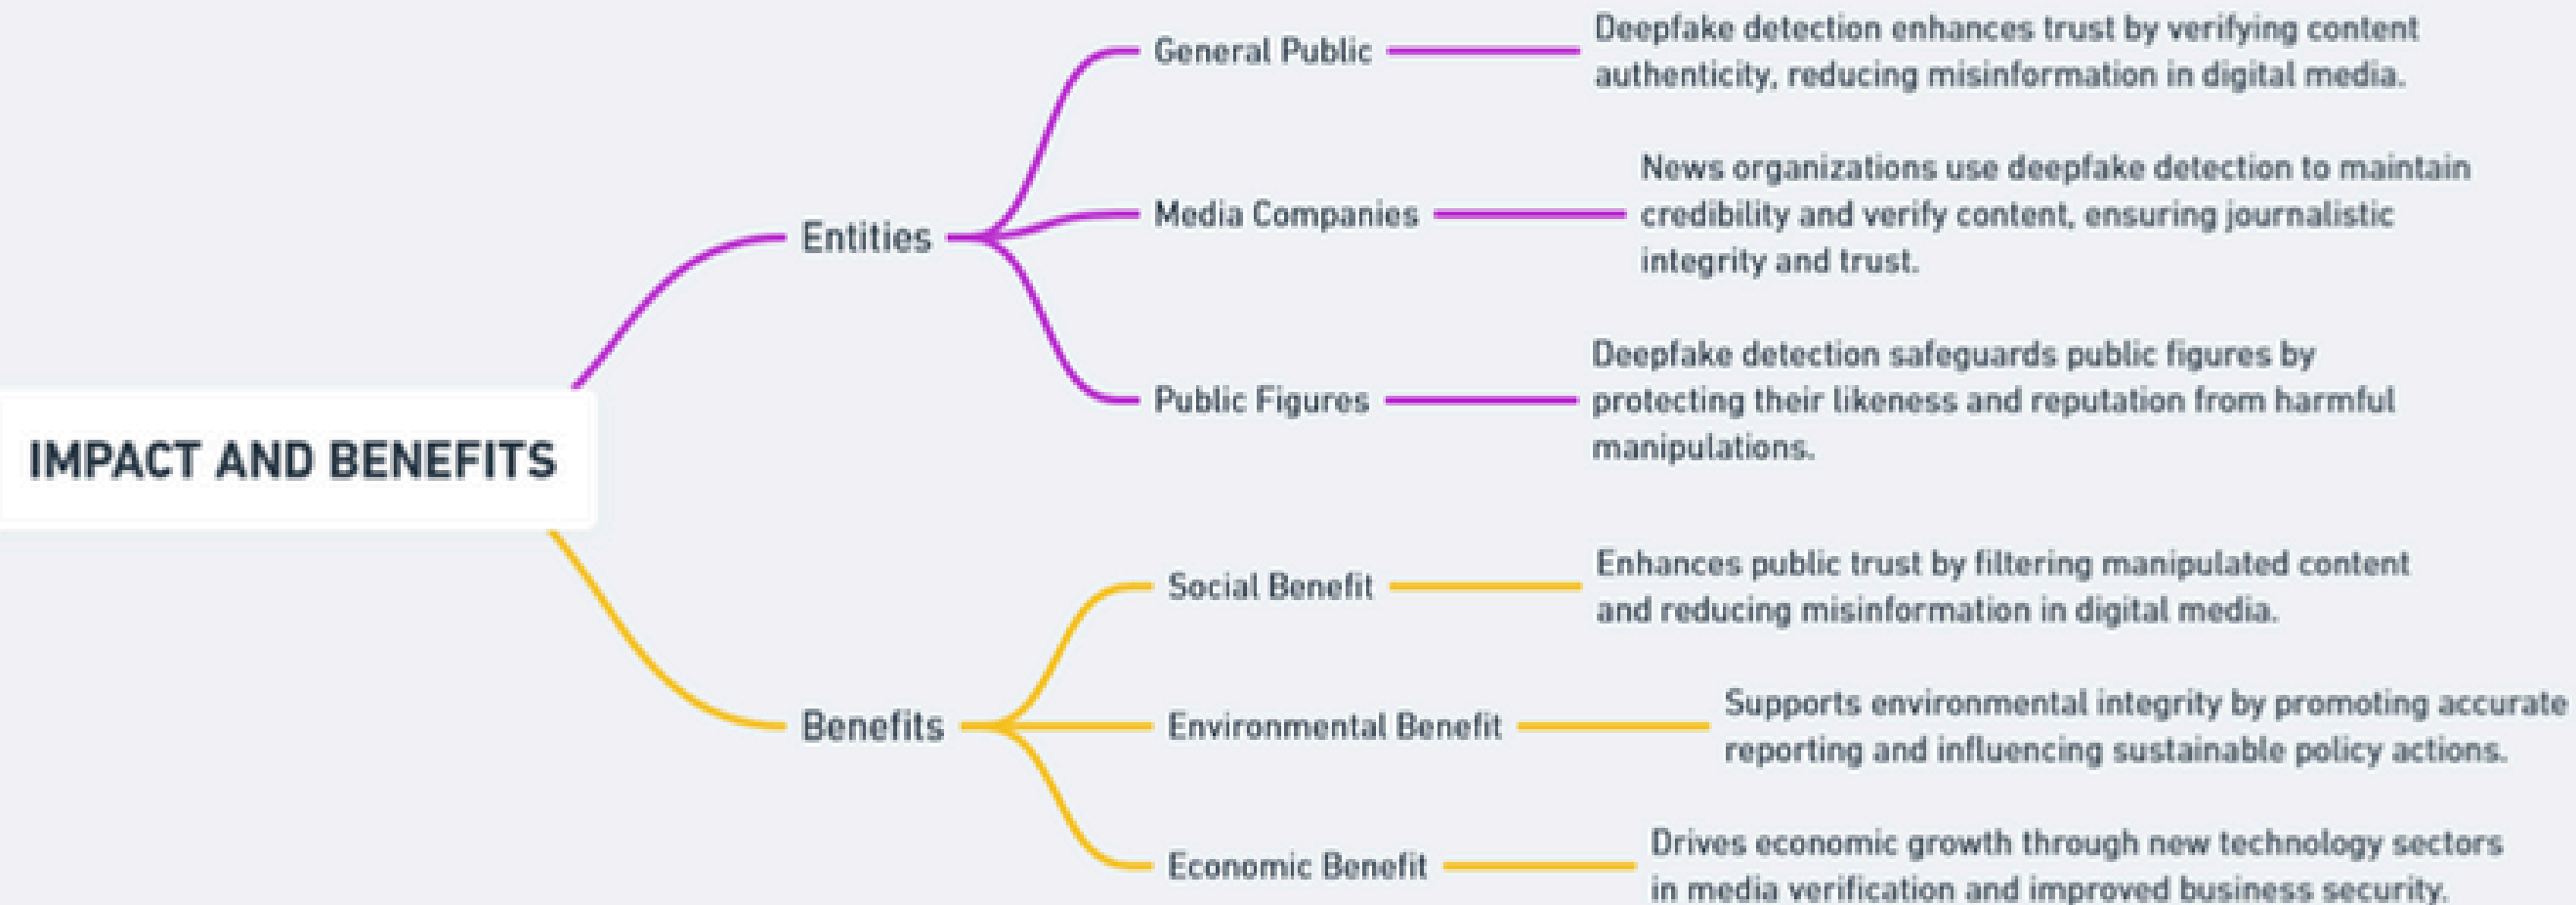 IMPACT AND BENEFITS
Entities
General Public
Deepfake detection enhances trust by verifying content
authenticity, reducing misinformation in digital media.
Media Companies
News organizations use deepfake detection to maintain
credibility and verify content, ensuring journalistic
integrity and trust.
Public Figures
Deepfake detection safeguards public figures by
protecting their likeness and reputation from harmful
manipulations.
Benefits
Social Benefit
Enhances public trust by filtering manipulated content
and reducing misinformation in digital media.
Environmental Benefit
Supports environmental integrity by promoting accurate
reporting and influencing sustainable policy actions.
Economic Benefit
Drives economic growth through new technology sectors
in media verification and improved business security.